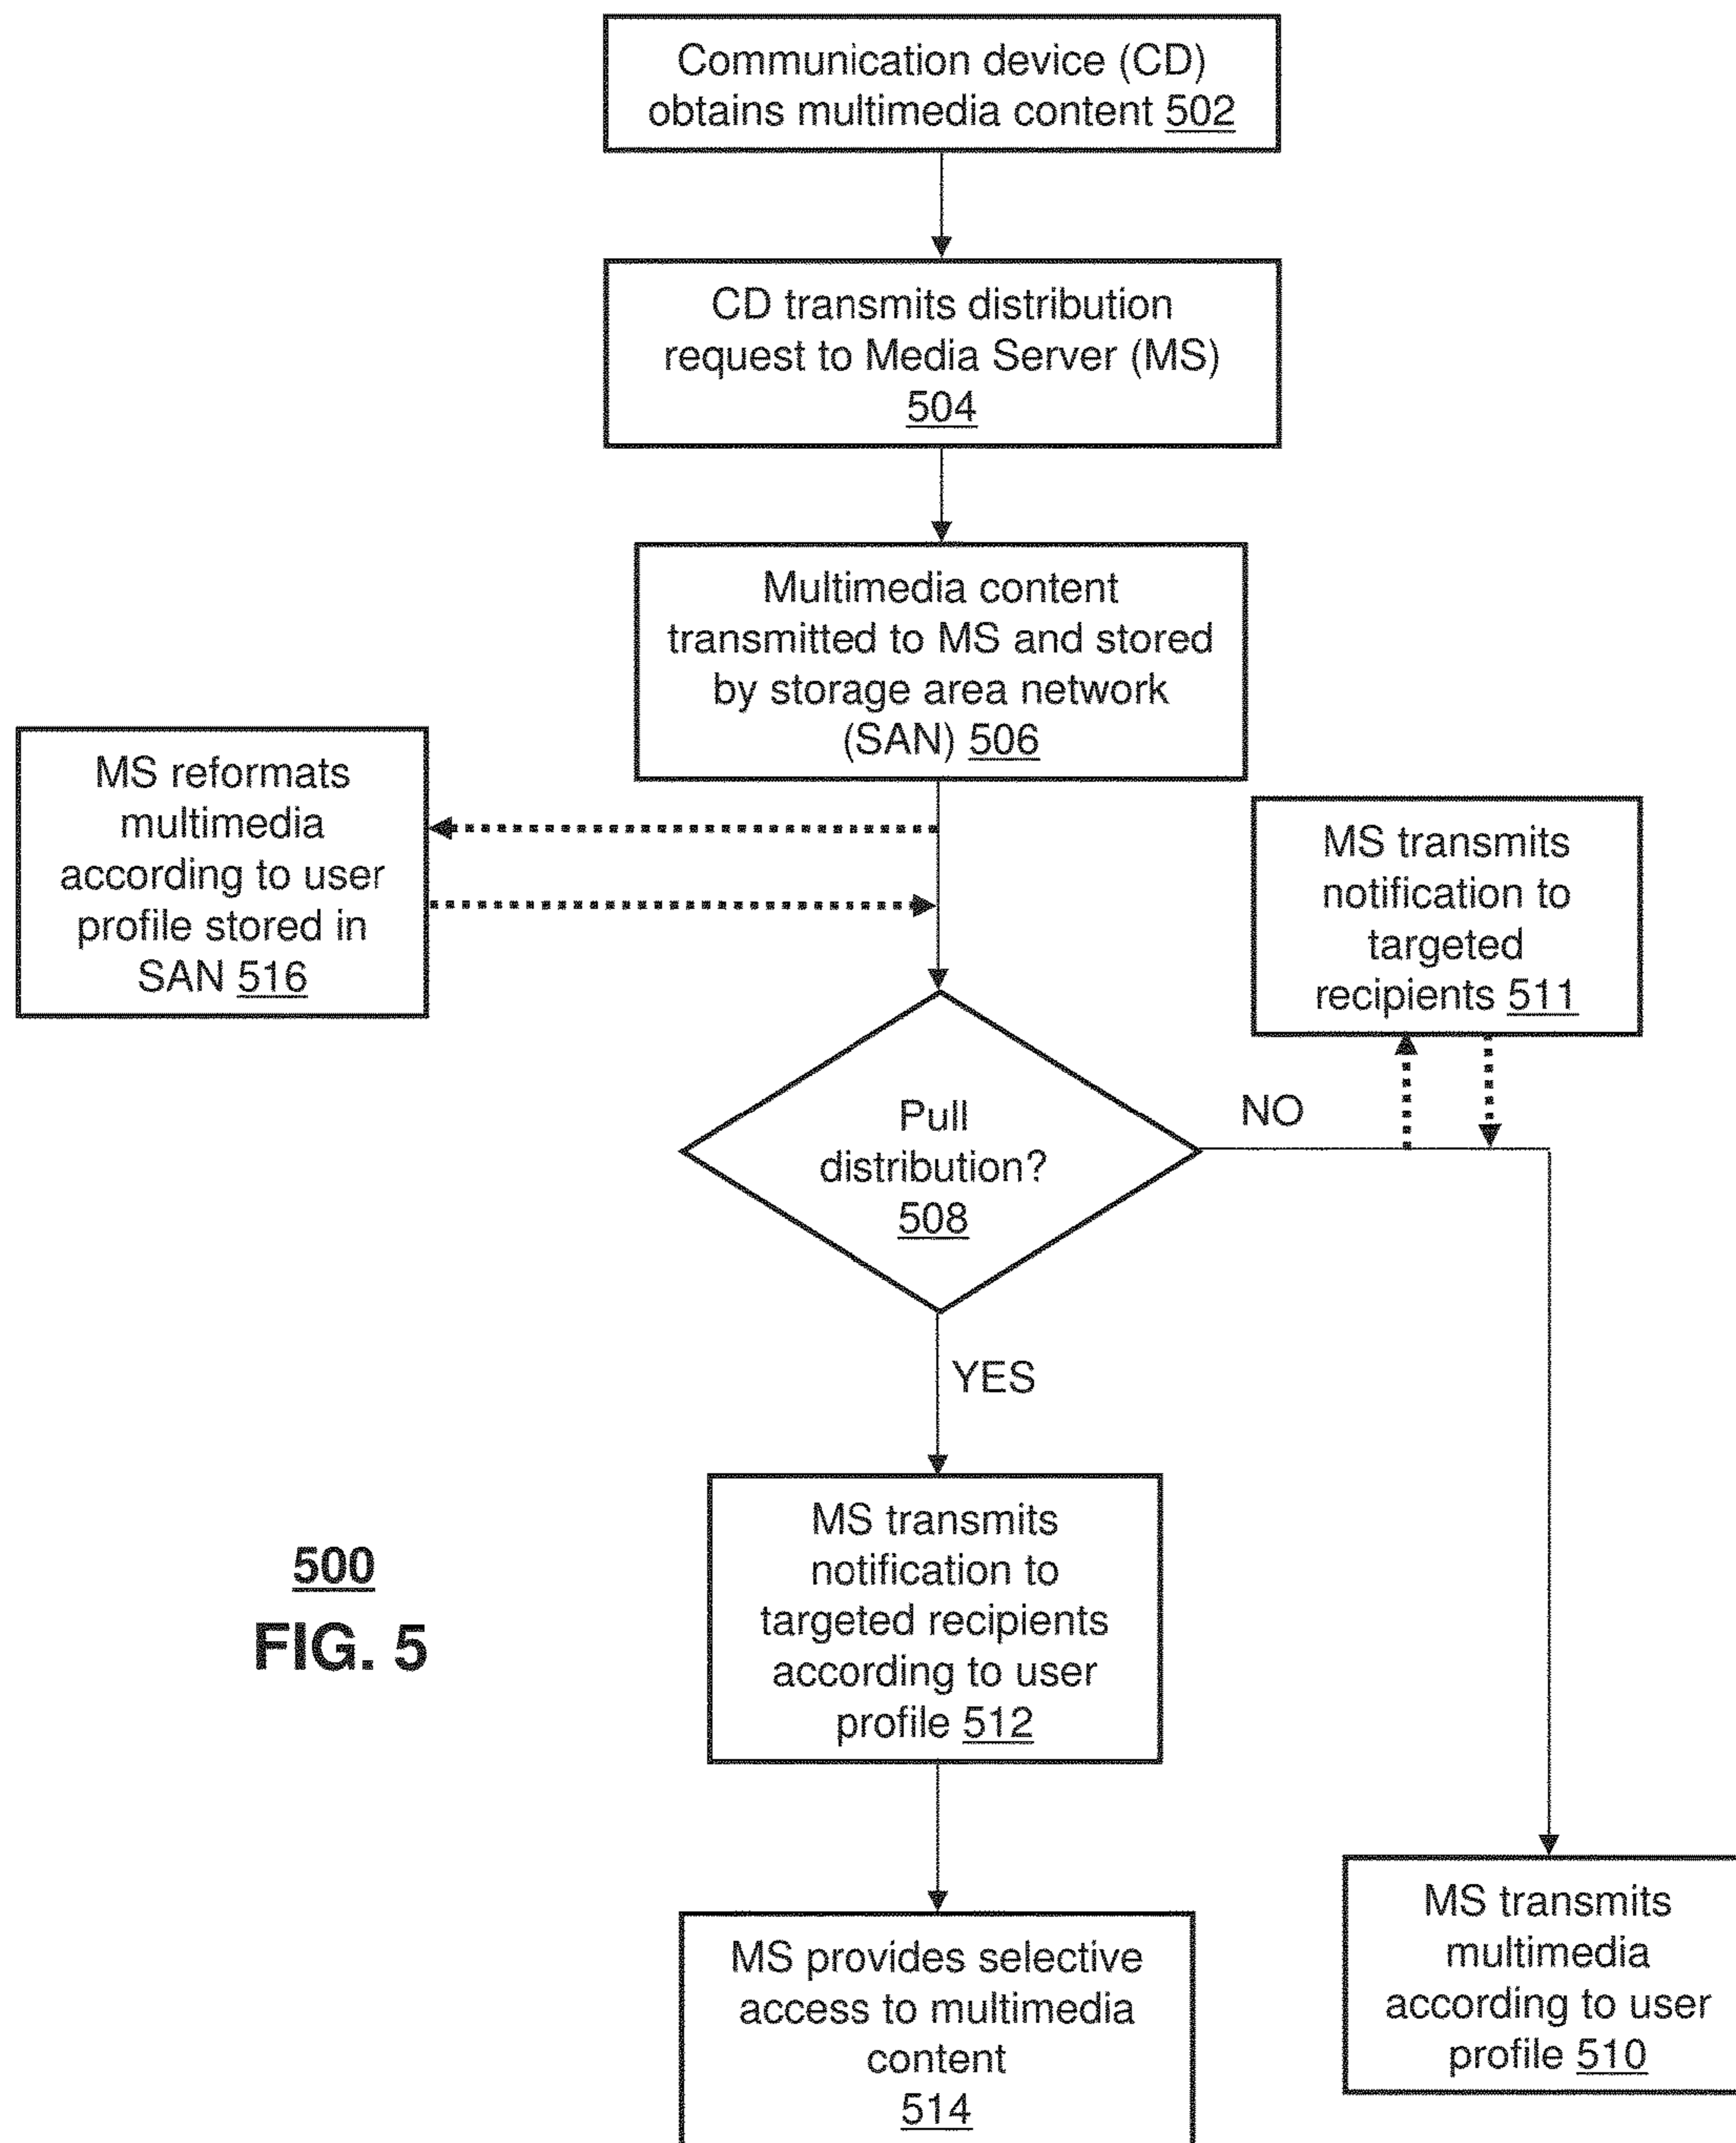 Communication device (CD)
obtains multimedia content 502
CD transmits distribution
request to Media Server (MS)
504
Multimedia content
transmitted to MS and stored
by storage area network
(SAN) 506
MS reformats
multimedia
according to user
profile stored in
SAN 516
MS transmits
notification to
targeted
recipients 511
Pull
distribution?
508
NO
YES
MS transmits
notification to
targeted recipients
according to user
profile 512
500
FIG. 5
MS provides selective
access to multimedia
content
514
MS transmits
multimedia
according to user
profile 510